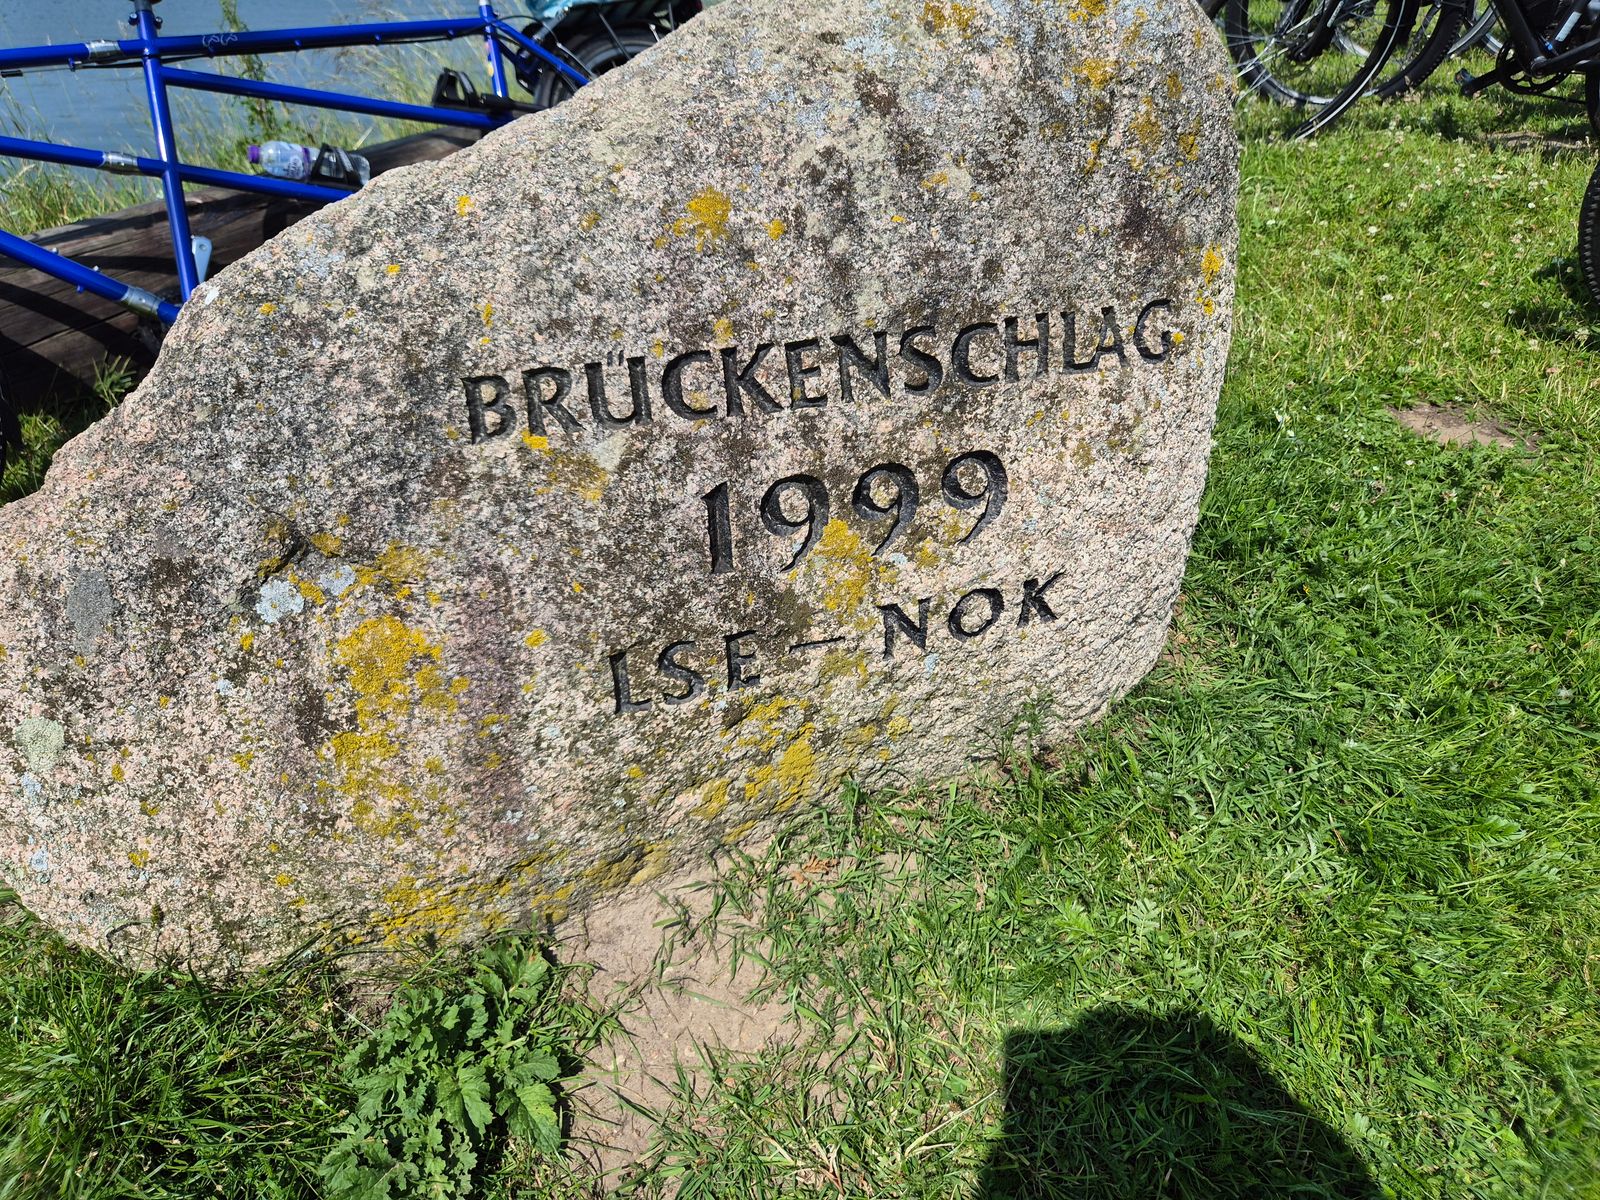 BRÜCKENSCHLAG
1999
LSE – NOK